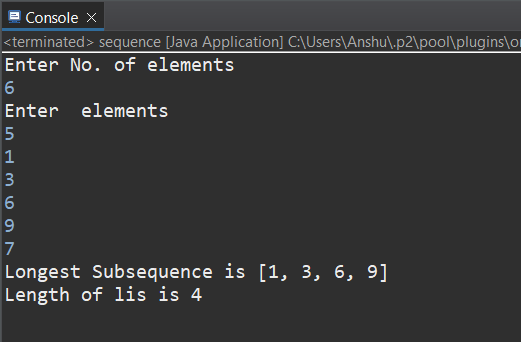 Console
<terminated> sequence [Java Application] C:\Users\Anshu\.p2\pool\plugins\
Enter No. of elements
6
Enter  elements
5
1
3
6
9
7
Longest Subsequence is [1, 3, 6, 9]
Length of lis is 4